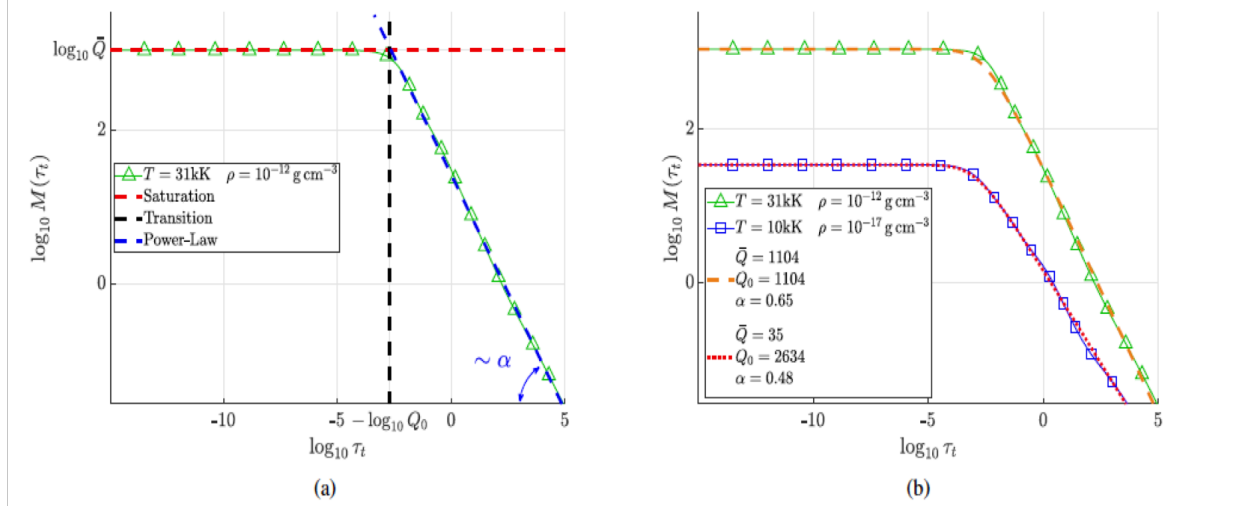 log₁₀ Q̄
2
0
log₁₀ M(τₜ)
T = 31kK ρ = 10⁻¹² g cm⁻³
Saturation
Transition
Power-Law
∼ α
-10
-5
− log₁₀ Q₀
0
5
log₁₀ τₜ
(a)
2
0
log₁₀ M(τₜ)
T = 31kK ρ = 10⁻¹² g cm⁻³
T = 10kK ρ = 10⁻¹⁷ g cm⁻³
Q̄ = 1104
Q₀ = 1104
α = 0.65
Q̄ = 35
Q₀ = 2634
α = 0.48
-10
-5
0
5
log₁₀ τₜ
(b)